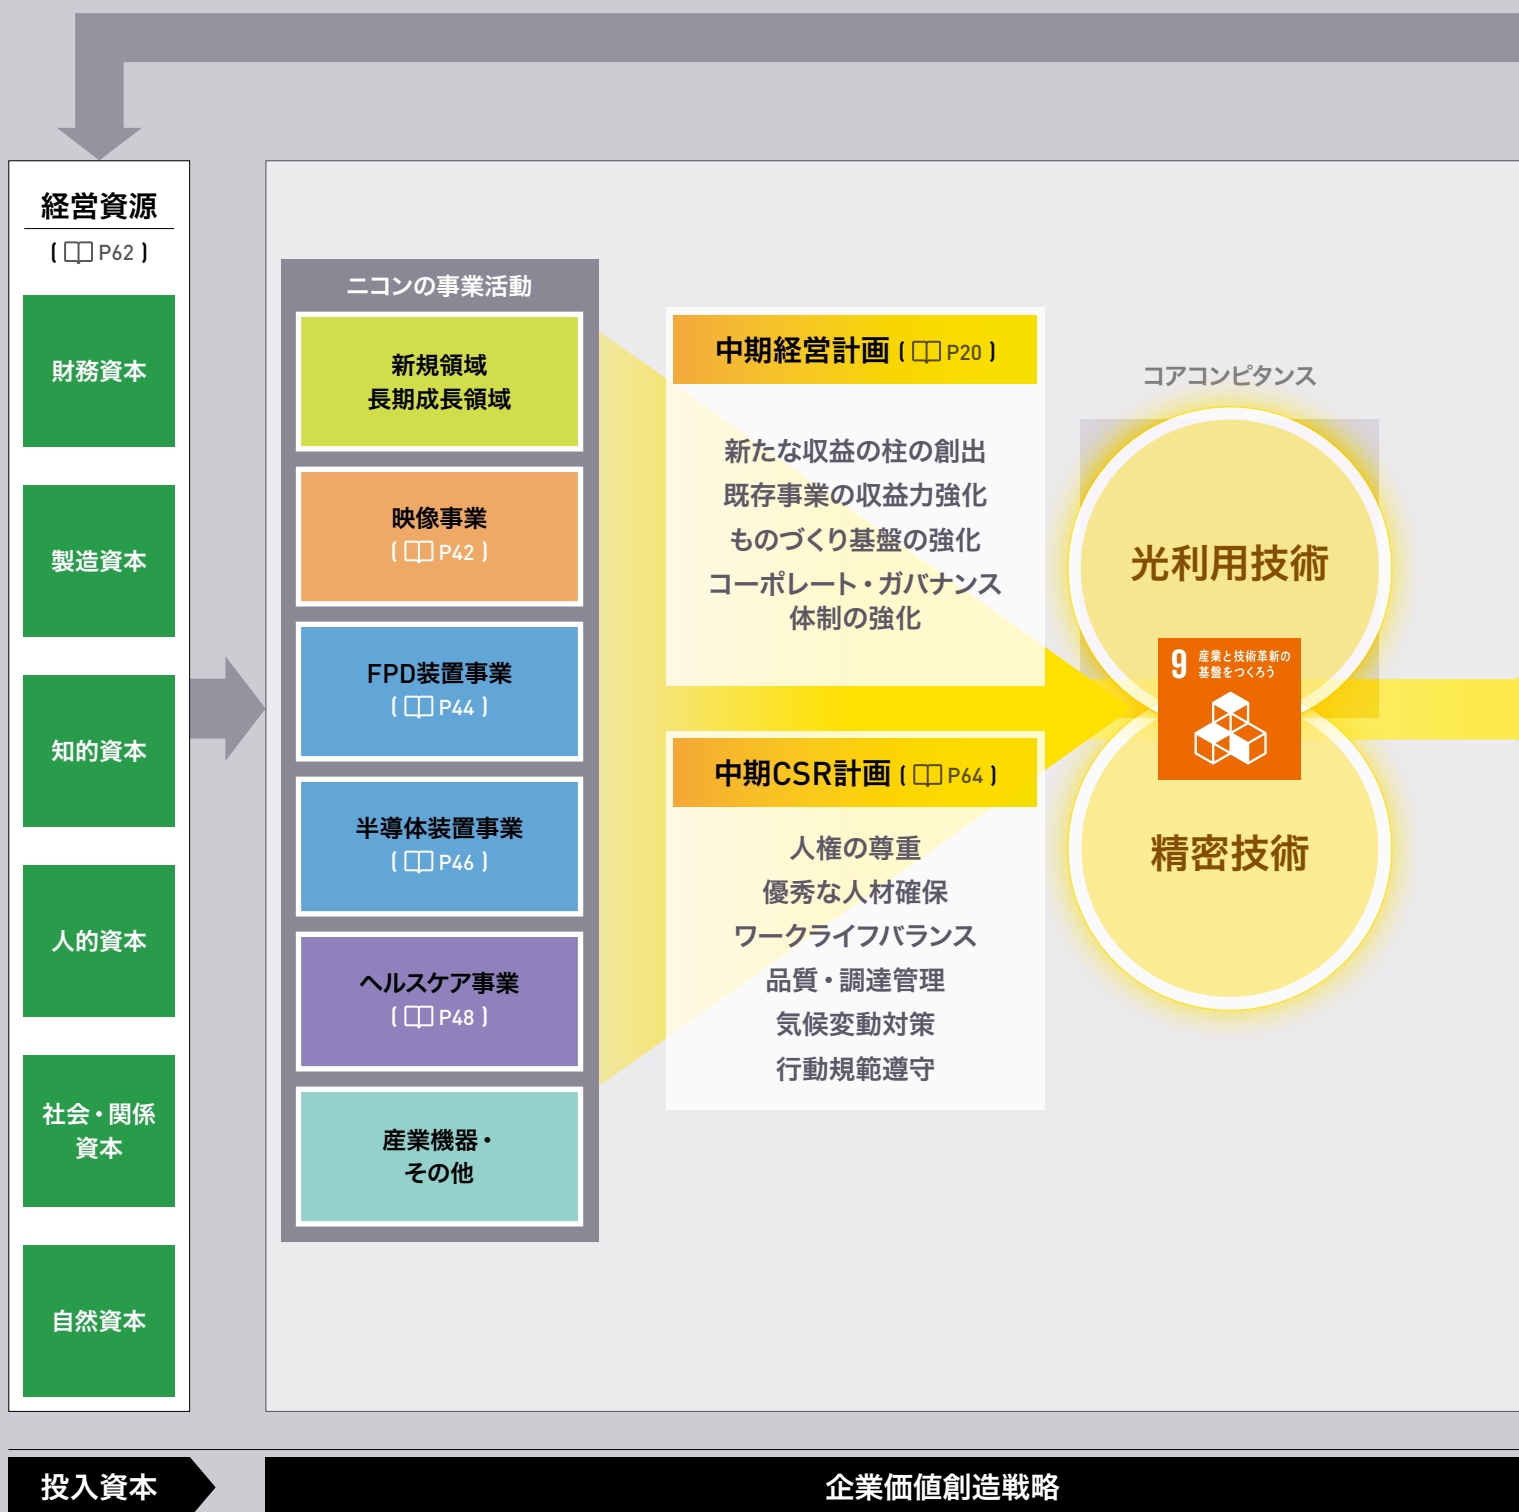 経営資源
( P62 )
財務資本
製造資本
知的資本
人的資本
社会・関係
資本
自然資本
ニコンの事業活動
新規領域
長期成長領域
映像事業
( P42 )
FPD装置事業
( P44 )
半導体装置事業
( P46 )
ヘルスケア事業
( P48 )
産業機器・
その他
中期経営計画 ( P20 )
新たな収益の柱の創出
既存事業の収益力強化
ものづくり基盤の強化
コーポレート・ガバナンス
体制の強化
中期CSR計画 ( P64 )
人権の尊重
優秀な人材確保
ワークライフバランス
品質・調達管理
気候変動対策
行動規範遵守
コアコンピタンス
光利用技術
9 産業と技術革新の
基盤をつくろう
精密技術
投入資本
企業価値創造戦略